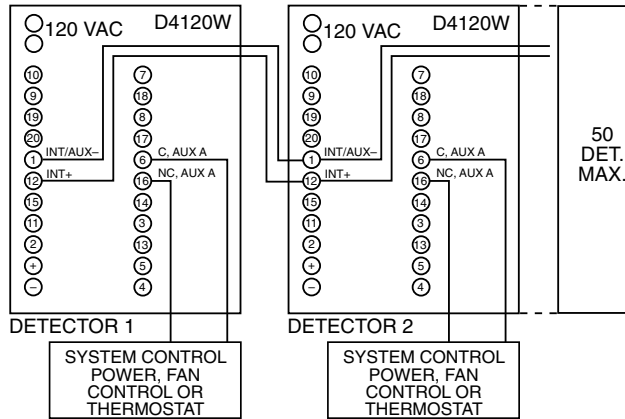 120 VAC D4120W
10
9
19
20
1 INT/AUX–
12 INT+
15
11
2
+
–
7
18
8
17
6 C, AUX A
16 NC, AUX A
14
3
13
5
4
DETECTOR 1
SYSTEM CONTROL
POWER, FAN
CONTROL OR
THERMOSTAT
120 VAC D4120W
10
9
19
20
1 INT/AUX–
12 INT+
15
11
2
+
–
7
18
8
17
6 C, AUX A
16 NC, AUX A
14
3
13
5
4
DETECTOR 2
SYSTEM CONTROL
POWER, FAN
CONTROL OR
THERMOSTAT
50
DET.
MAX.